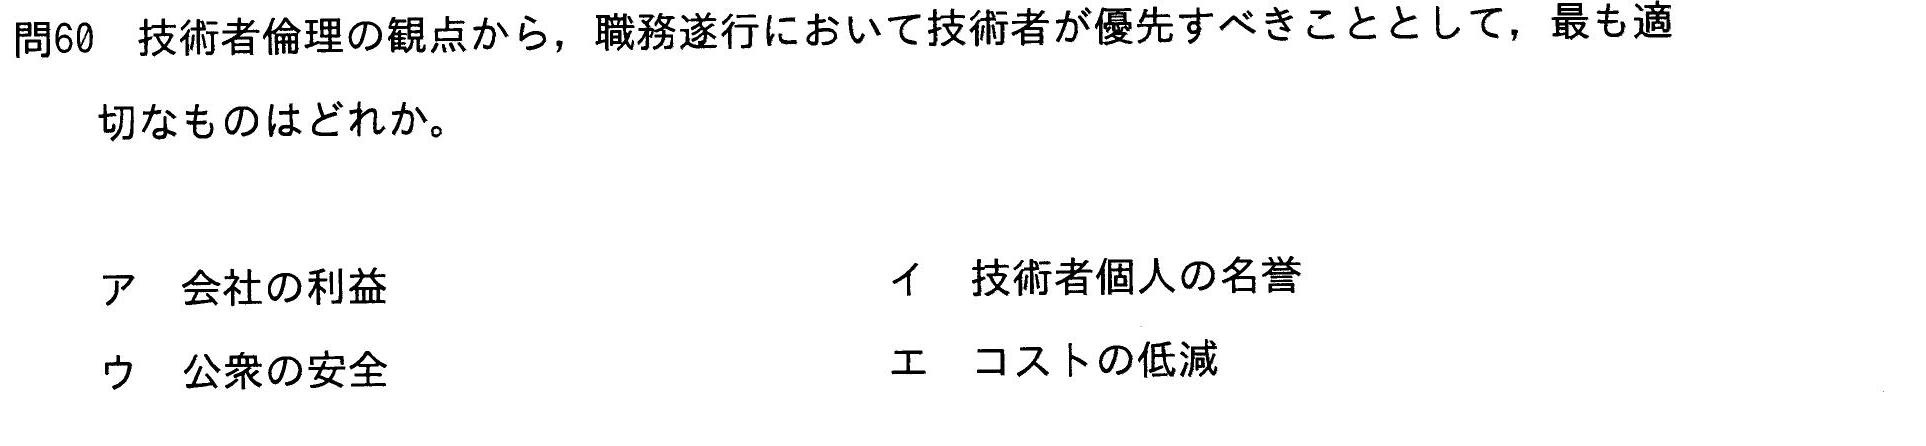 問60　技術者倫理の観点から，職務遂行において技術者が優先すべきこととして，最も適
切なものはどれか。
ア　会社の利益　イ　技術者個人の名誉
ウ　公衆の安全　エ　コストの低減